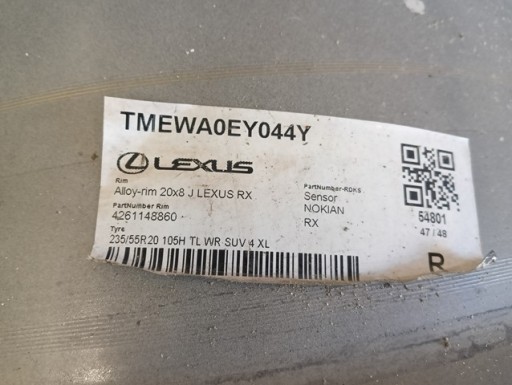 TMEWA0EY044Y
LEXUS
Rim
Alloy-rim 20x8 J LEXUS RX
PartNumber Rim
4261148860
Tyre
235/55R20 105H TL WR SUV 4 XL
PartNumber-RDKS
Sensor
NOKIAN
RX
54801
47 / 48
R